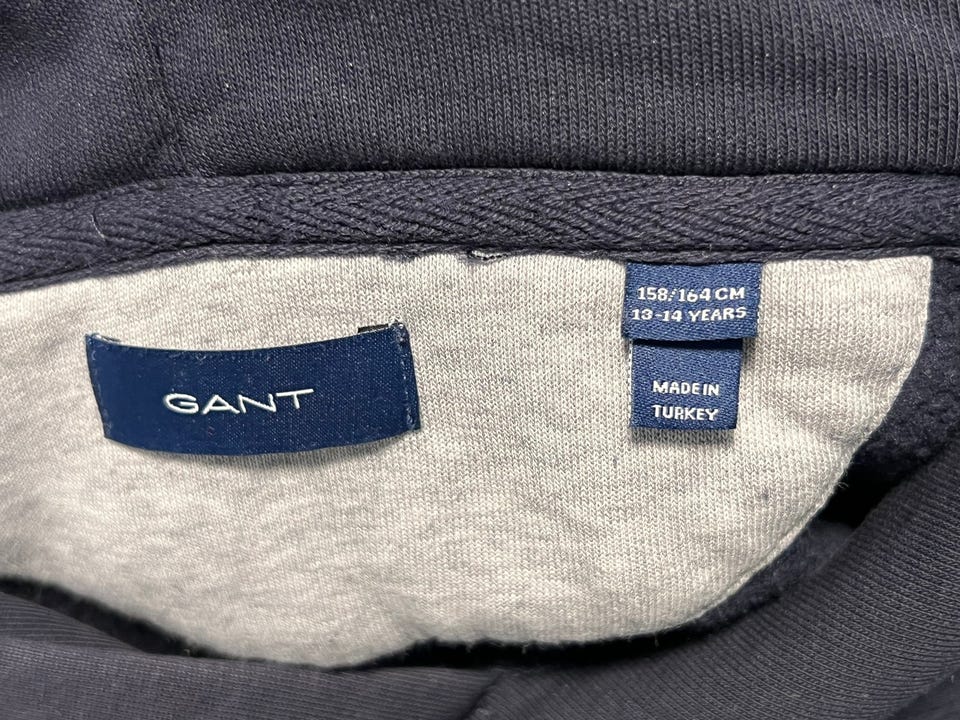 GANT
158/164 CM
13-14 YEARS
MADE IN
TURKEY